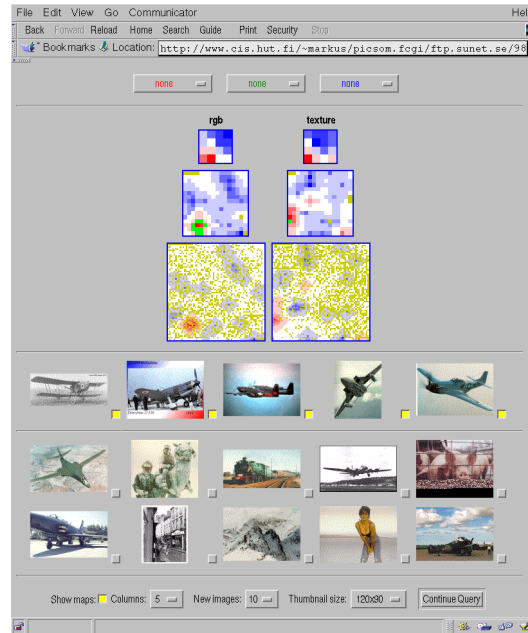 File Edit View Go Communicator Hel
Back Forward Reload Home Search Guide Print Security Stop
Bookmarks Location: http://www.cis.hut.fi/~markus/picsom.fcgi/ftp.sunet.se/98
none none none
rgb texture
Show maps: Columns: 5 New images: 10 Thumbnail size: 120x90 Continue Query